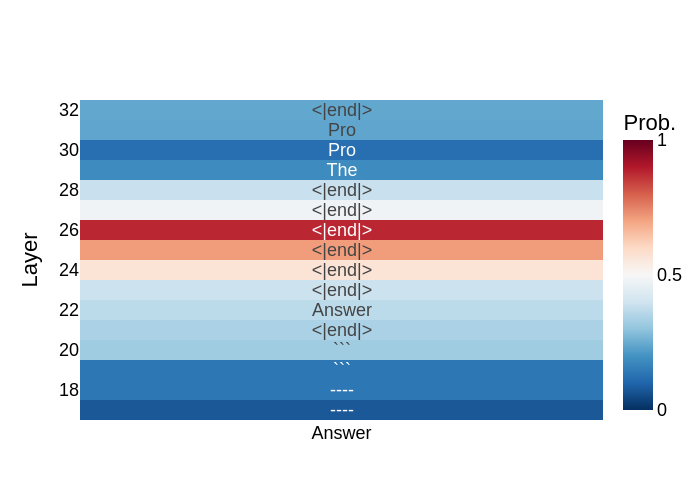 Prob.
32
<|end|>
Pro
1
30
Pro
The
28
<|end|>
<|end|>
26
<|end|>
<|end|>
Layer
24
<|end|>
0.5
<|end|>
22
Answer
<|end|>
20
```
```
18
----
----
0
Answer